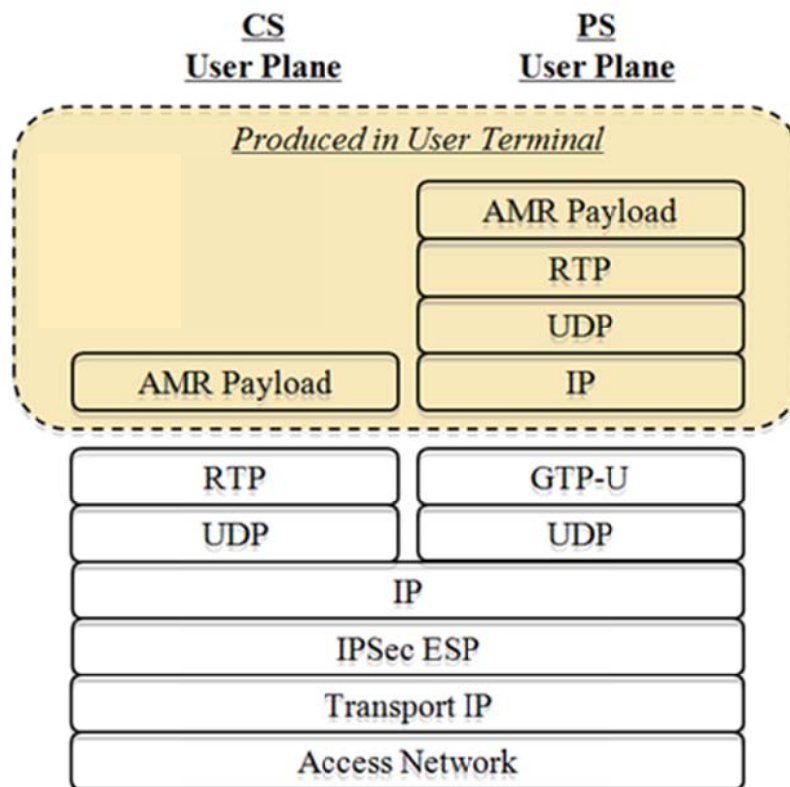 CS
User Plane
PS
User Plane
Produced in User Terminal
AMR Payload
RTP
UDP
AMR Payload
IP
RTP
GTP-U
UDP
UDP
IP
IPSec ESP
Transport IP
Access Network